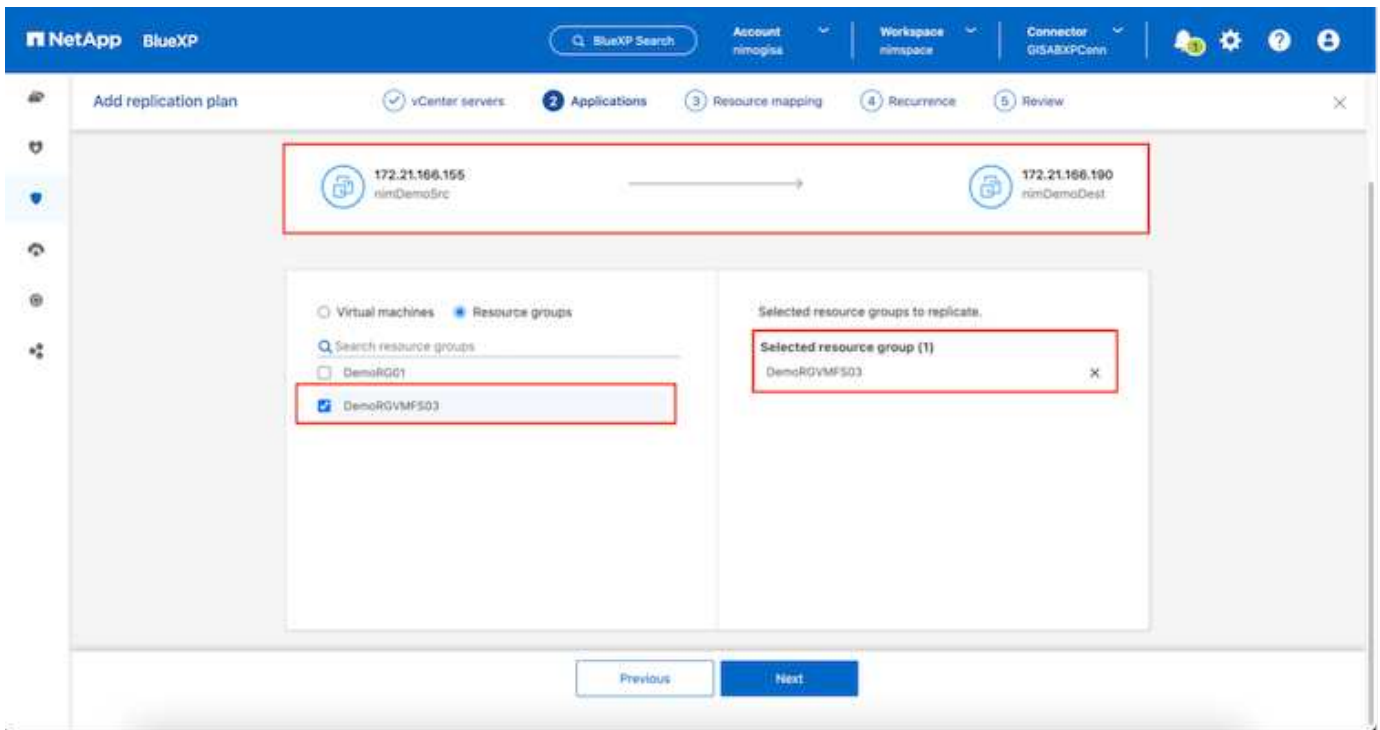 NetApp BlueXP
BlueXP Search
Account
nimogisa
Workspace
nimspace
Connector
GISABXPConn
1
Add replication plan
vCenter servers
2 Applications
3 Resource mapping
4 Recurrence
5 Review
172.21.166.155
nimDemoSrc
172.21.166.190
nimDemoDest
Virtual machines
Resource groups
Search resource groups
DemoRG01
DemoRGVMFS03
Selected resource groups to replicate.
Selected resource group (1)
DemoRGVMFS03
Previous
Next